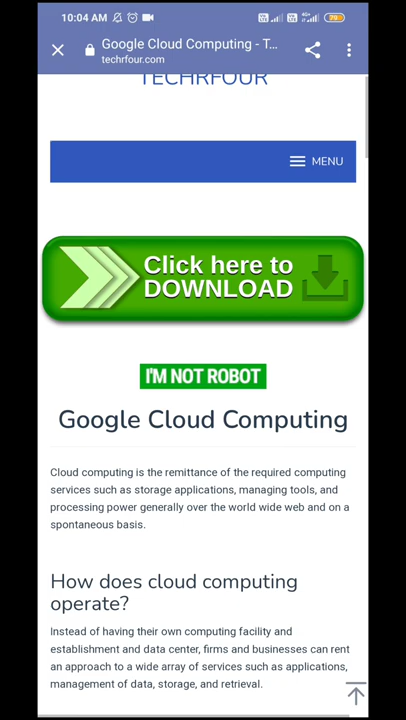 10:04 AM
70
Google Cloud Computing - T...
techrfour.com
TECHRFOUR
MENU
Click here to
DOWNLOAD
I'M NOT ROBOT
Google Cloud Computing
Cloud computing is the remittance of the required computing
services such as storage applications, managing tools, and
processing power generally over the world wide web and on a
spontaneous basis.
How does cloud computing
operate?
Instead of having their own computing facility and
establishment and data center, firms and businesses can rent
an approach to a wide array of services such as applications,
management of data, storage, and retrieval.